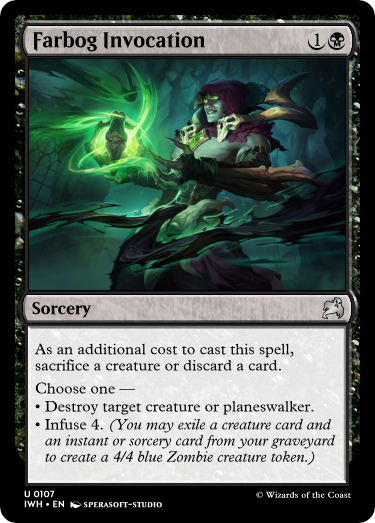 Farbog Invocation 1
Sorcery
As an additional cost to cast this spell,
sacrifice a creature or discard a card.
Choose one —
• Destroy target creature or planeswalker.
• Infuse 4. (You may exile a creature card and
an instant or sorcery card from your graveyard
to create a 4/4 blue Zombie creature token.)
U 0107
IWH • EN SPERASOFT-STUDIO
© Wizards of the Coast